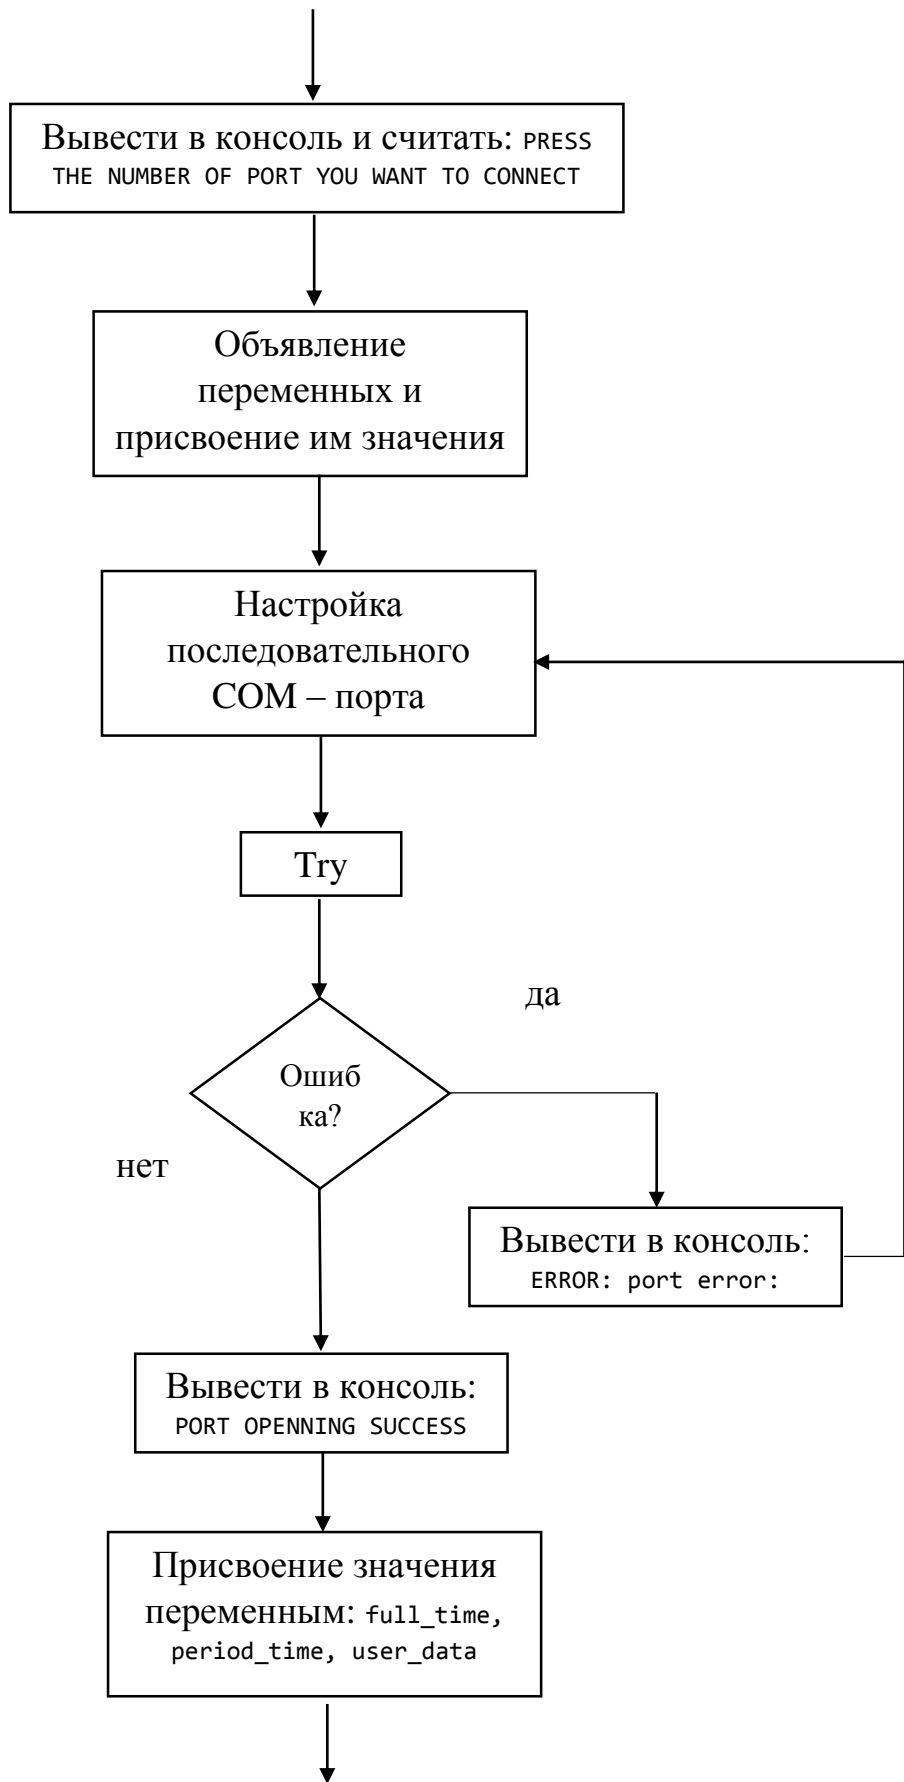 Вывести в консоль и считать: PRESS
THE NUMBER OF PORT YOU WANT TO CONNECT
Объявление
переменных и
присвоение им значения
Настройка
последовательного
COM – порта
Try
да
Ошиб
ка?
нет
Вывести в консоль:
ERROR: port error:
Вывести в консоль:
PORT OPENNING SUCCESS
Присвоение значения
переменным: full_time,
period_time, user_data